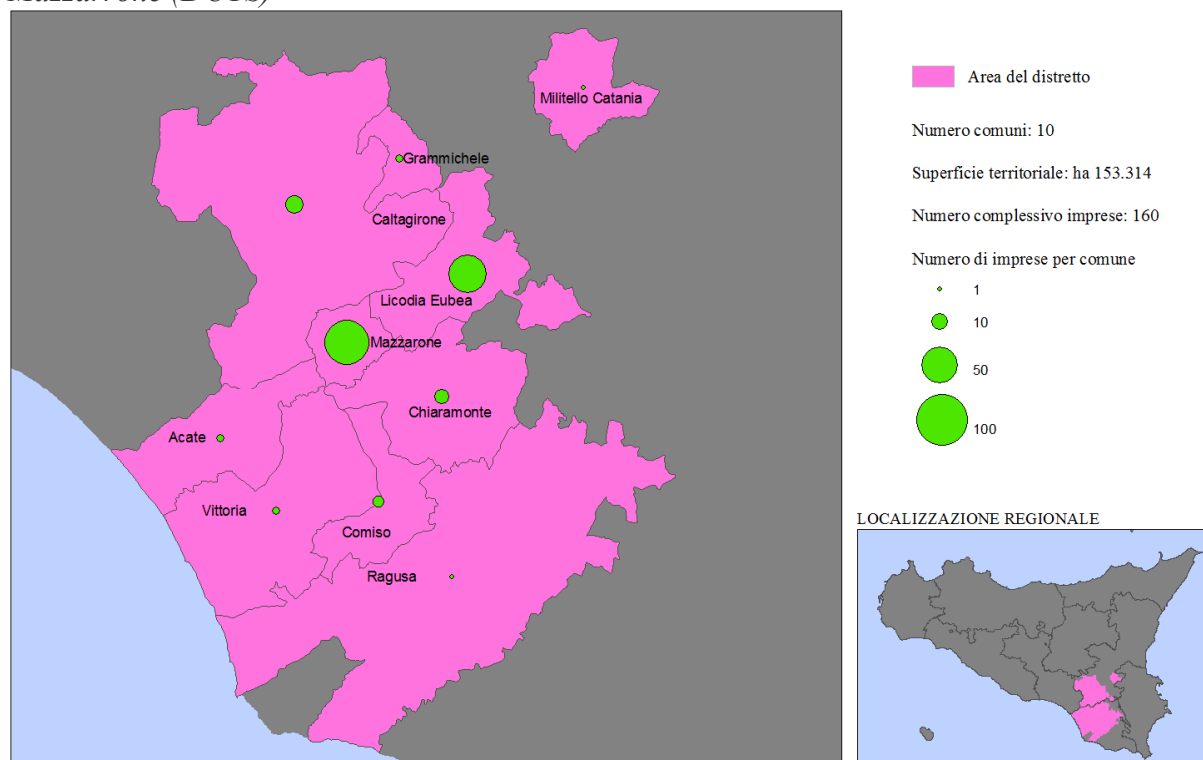 Mazzarrone (DUTS)
Militello Catania
Grammichele
Caltagirone
Licodia Eubea
Mazzarone
Chiaramonte
Acate
Vittoria
Comiso
Ragusa
Area del distretto
Numero comuni: 10
Superficie territoriale: ha 153.314
Numero complessivo imprese: 160
Numero di imprese per comune
1
10
50
100
LOCALIZZAZIONE REGIONALE